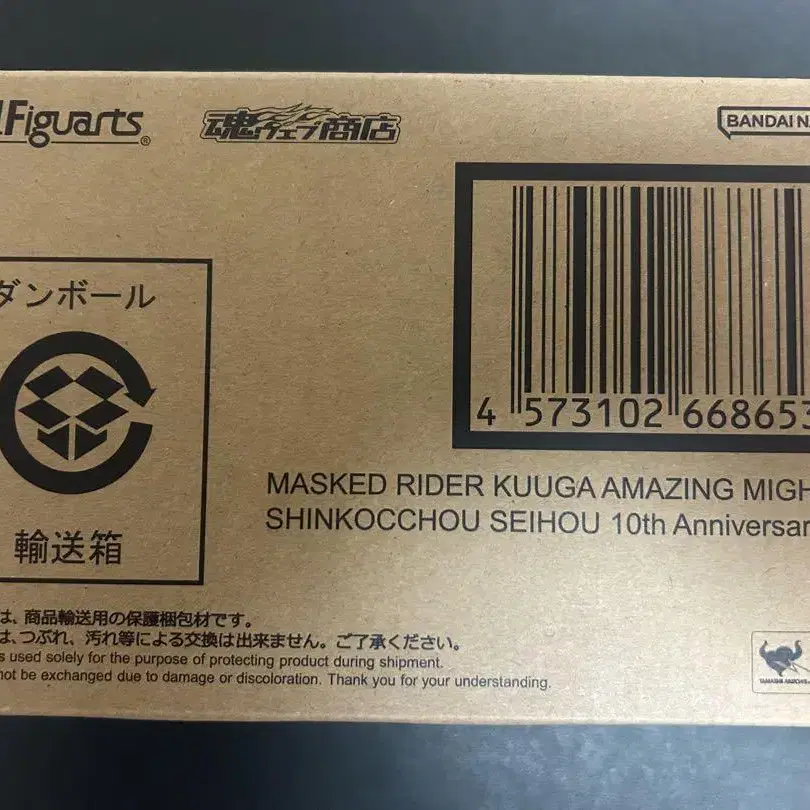 .Figuarts®
魂ウェブ商店
BANDAI N
ダンボール
輸送箱
4 573102 668653
MASKED RIDER KUUGA AMAZING MIGH
SHINKOCCHOU SEIHOU 10th Anniversar
は、商品輸送用の保護梱包材です。
は、つぶれ、汚れ等による交換は出来ません。ご了承ください。
s used solely for the purpose of protecting product during shipment.
not be exchanged due to damage or discoloration. Thank you for your understanding.